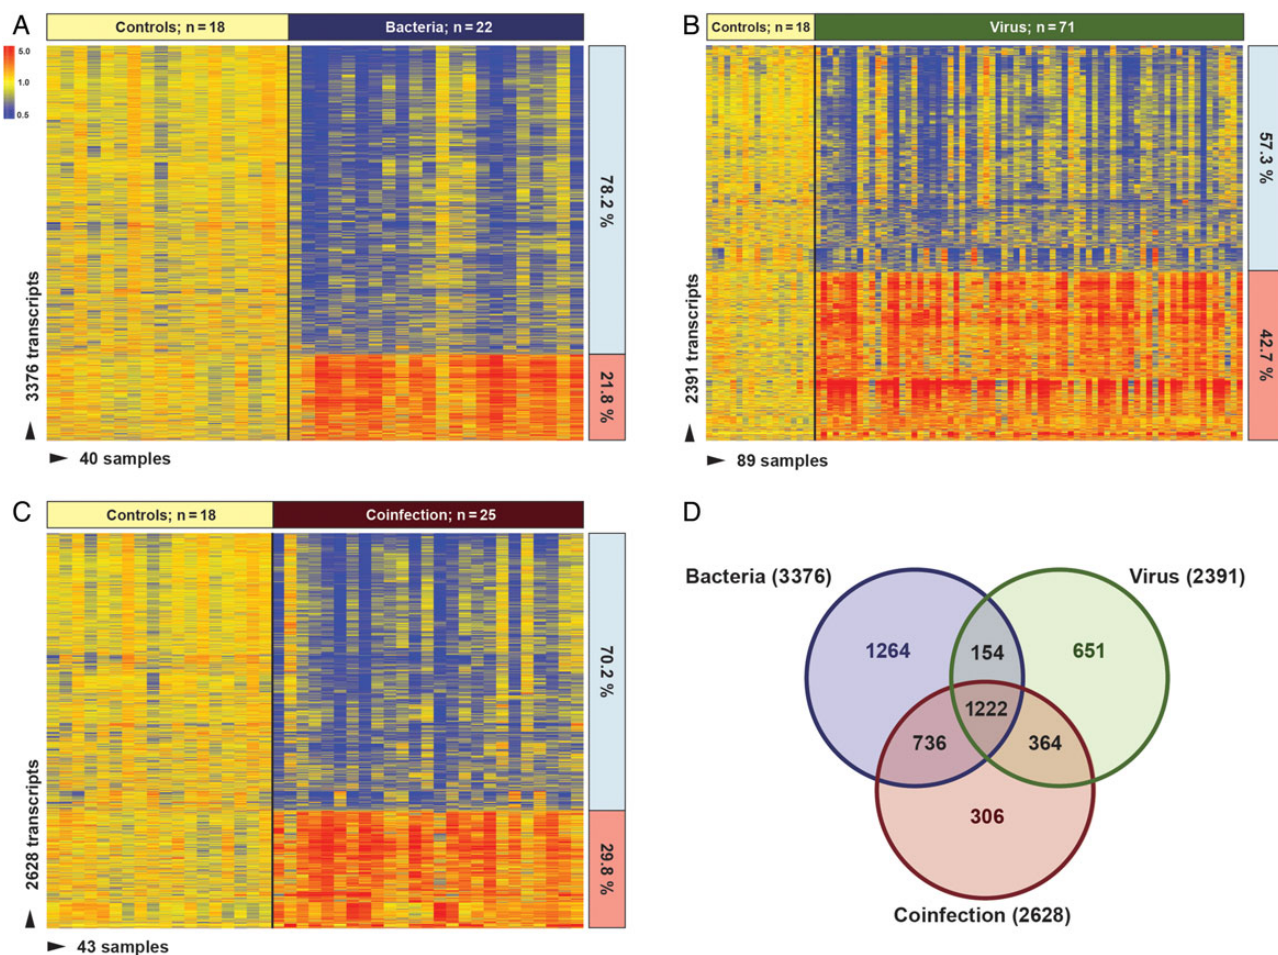 A
Controls; n = 18
Bacteria; n = 22
5.0
1.0
0.5
78.2 %
21.8 %
3376 transcripts
40 samples
B
Controls; n = 18
Virus; n = 71
57.3 %
42.7 %
2391 transcripts
89 samples
C
Controls; n = 18
Coinfection; n = 25
70.2 %
29.8 %
2628 transcripts
43 samples
D
Bacteria (3376)
Virus (2391)
1264
154
651
1222
736
364
306
Coinfection (2628)